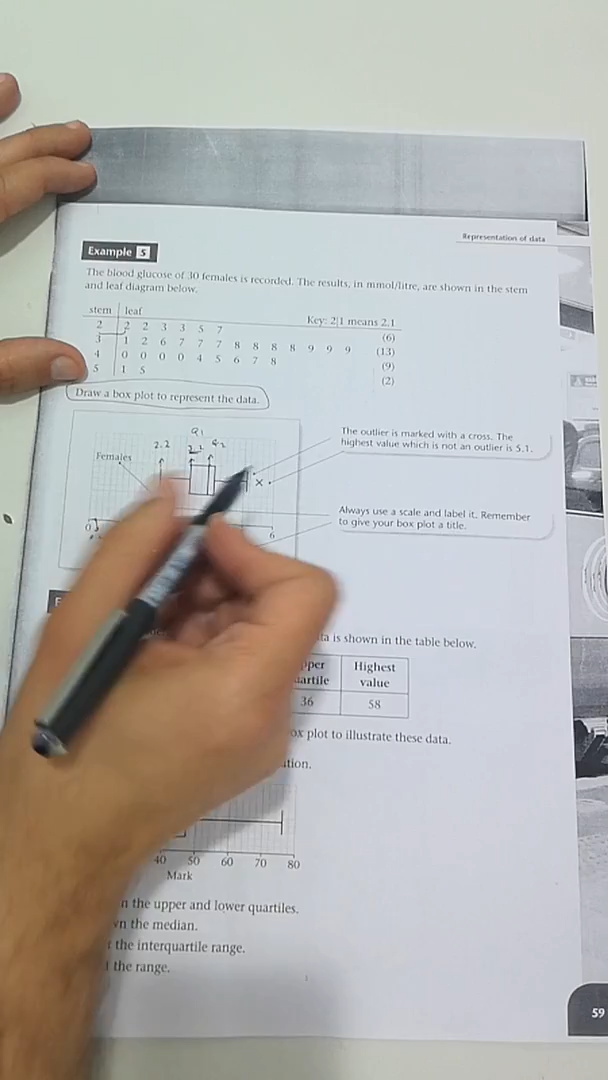 Representation of data
Example 5
The blood glucose of 30 females is recorded. The results, in mmol/litre, are shown in the stem
and leaf diagram below.
stem leaf Key: 2|1 means 2.1
2 2 2 3 3 5 7 (6)
3 1 2 6 7 7 7 8 8 8 8 9 9 9 (13)
4 0 0 0 0 4 5 6 7 8 (9)
5 1 5 (2)
Draw a box plot to represent the data.
The outlier is marked with a cross. The
highest value which is not an outlier is 5.1.
Q1
2.2 Q2
Females
×
Always use a scale and label it. Remember
to give your box plot a title.
0 6
is shown in the table below.
Highest
value
36 58
box plot to illustrate these data.
40 50 60 70 80
Mark
the upper and lower quartiles.
the median.
the interquartile range.
the range.
59